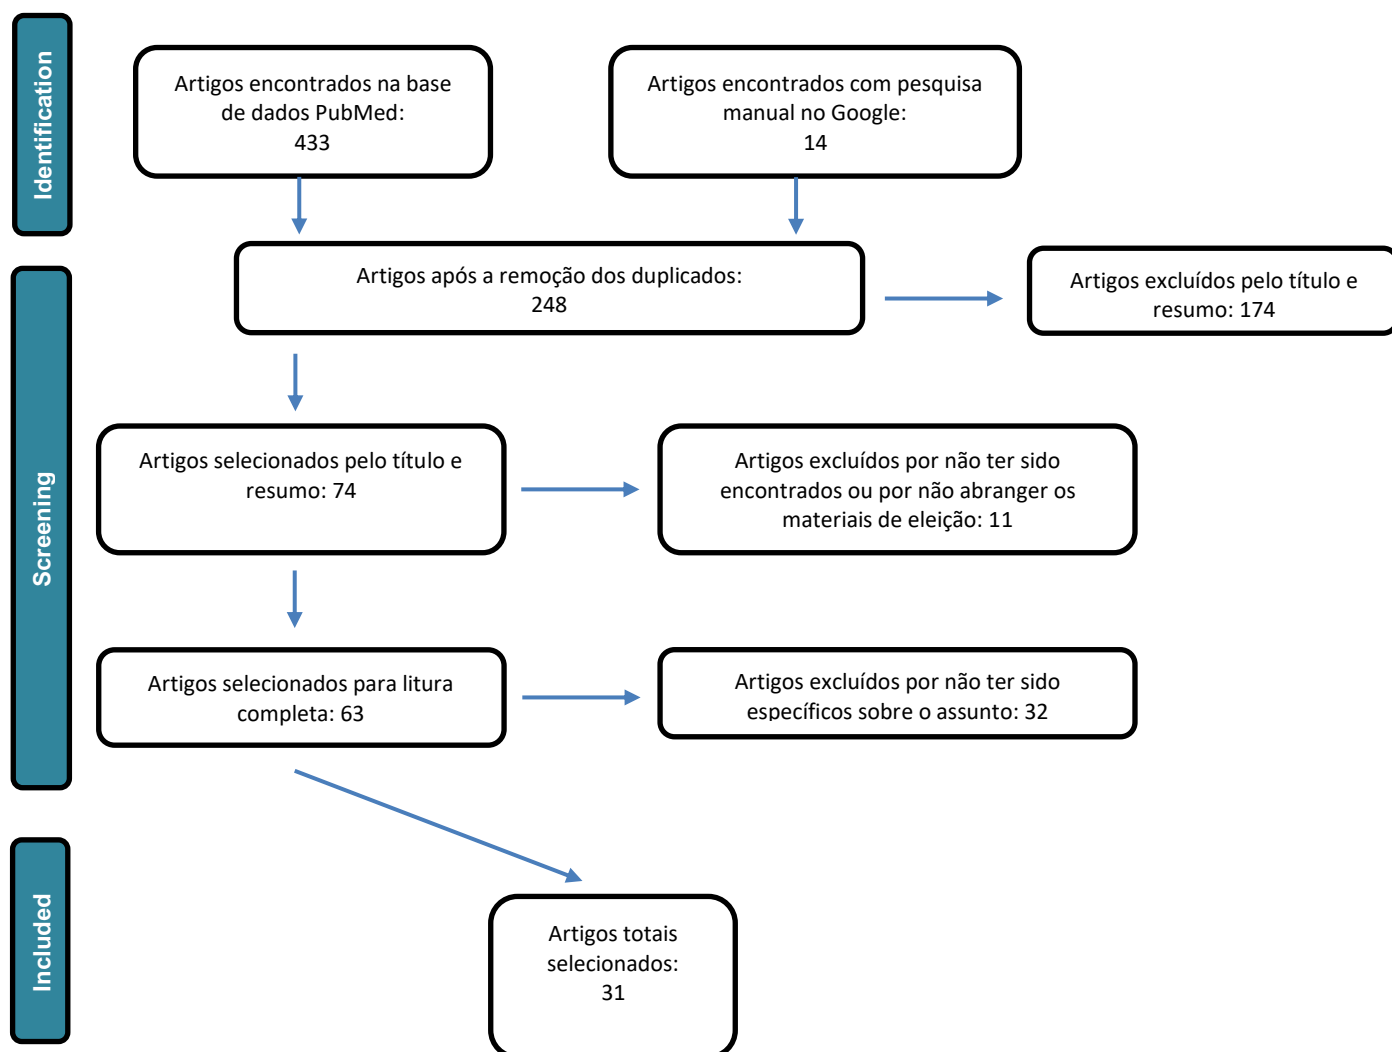 Identification
Artigos encontrados na base
de dados PubMed:
433
Artigos encontrados com pesquisa
manual no Google:
14
Screening
Artigos após a remoção dos duplicados:
248
Artigos excluídos pelo título e
resumo: 174
Artigos selecionados pelo título e
resumo: 74
Artigos excluídos por não ter sido
encontrados ou por não abranger os
materiais de eleição: 11
Artigos selecionados para litura
completa: 63
Artigos excluídos por não ter sido
específicos sobre o assunto: 32
Included
Artigos totais
selecionados:
31